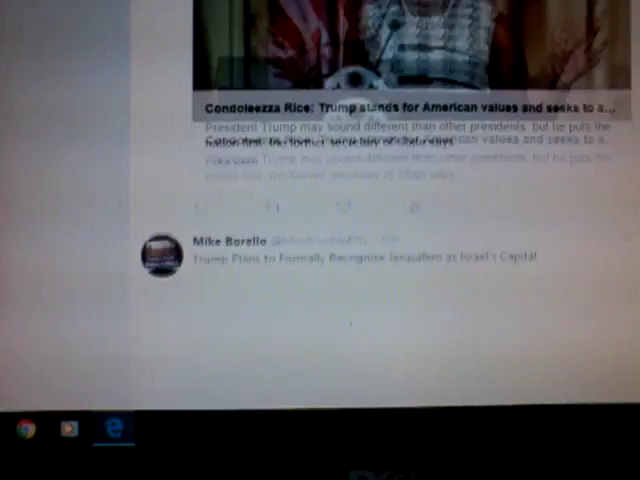 Condoleezza Rice: Trump stands for American values and seeks to a...
President Trump may sound different than other presidents, but he puts the
nation first, the former secretary of state says
Mike Borello
Trump Plans to Formally Recognize Jerusalem as Israel's Capital